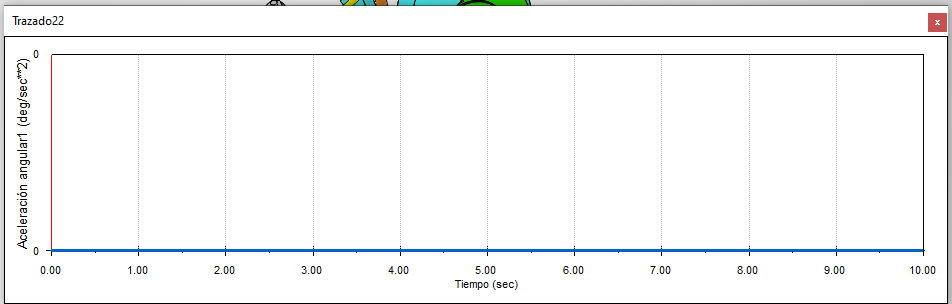 Trazado22
x
0
Aceleración angular1 (deg/sec**2)
0
0.00 1.00 2.00 3.00 4.00 5.00 6.00 7.00 8.00 9.00 10.00
Tiempo (sec)